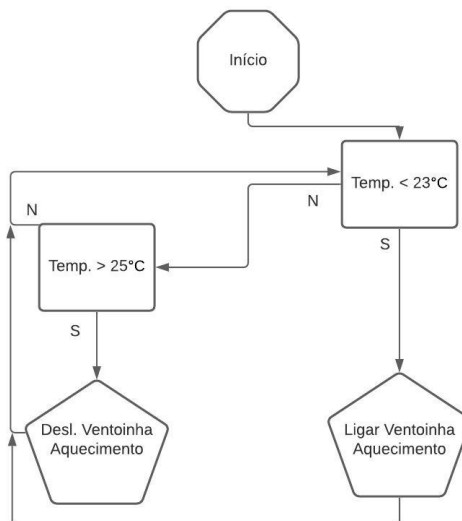 Início
Temp. < 23°C
N
S
N
Temp. > 25°C
S
Desl. Ventoinha
Aquecimento
Ligar Ventoinha
Aquecimento